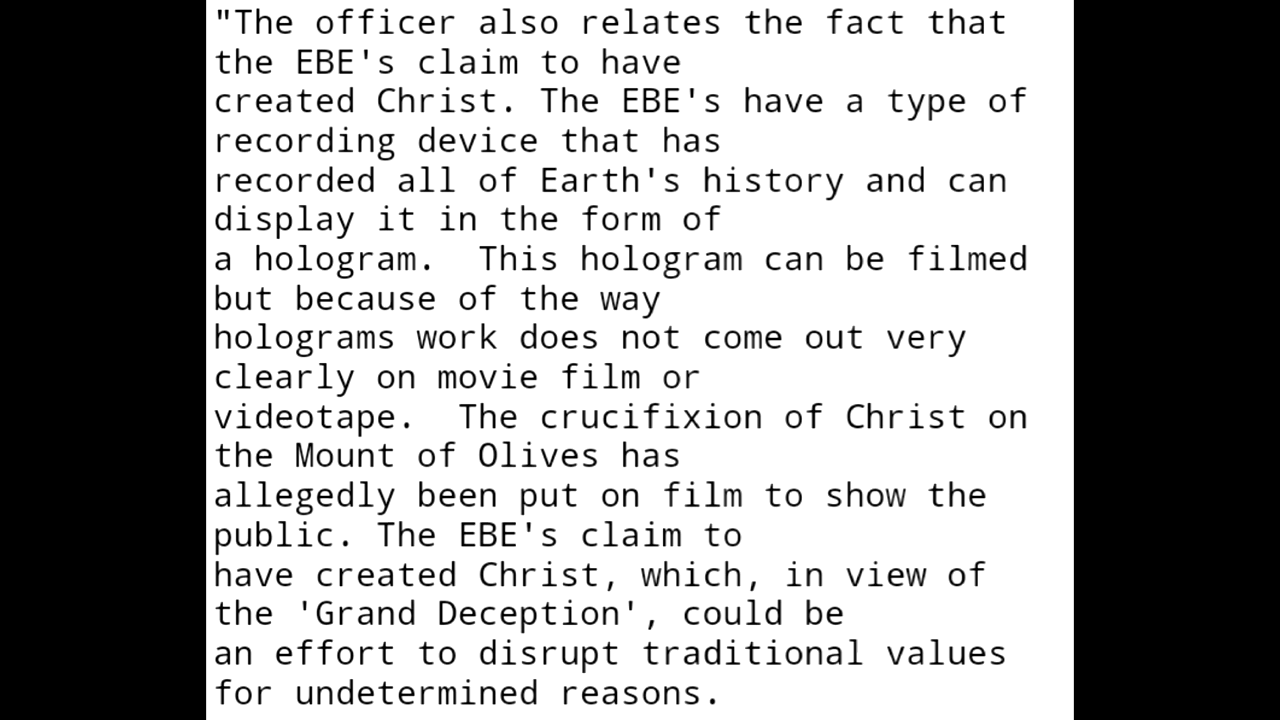 "The officer also relates the fact that
the EBE's claim to have
created Christ. The EBE's have a type of
recording device that has
recorded all of Earth's history and can
display it in the form of
a hologram.  This hologram can be filmed
but because of the way
holograms work does not come out very
clearly on movie film or
videotape.  The crucifixion of Christ on
the Mount of Olives has
allegedly been put on film to show the
public. The EBE's claim to
have created Christ, which, in view of
the 'Grand Deception', could be
an effort to disrupt traditional values
for undetermined reasons.